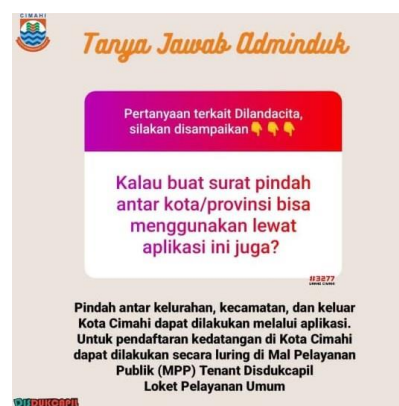 CIMAHI
Tanya Jawab Adminduk
Pertanyaan terkait Dilandacita,
silakan disampaikan👇👇👇
Kalau buat surat pindah
antar kota/provinsi bisa
menggunakan lewat
aplikasi ini juga?
113277
Pindah antar kelurahan, kecamatan, dan keluar
Kota Cimahi dapat dilakukan melalui aplikasi.
Untuk pendaftaran kedatangan di Kota Cimahi
dapat dilakukan secara luring di Mal Pelayanan
Publik (MPP) Tenant Disdukcapil
Loket Pelayanan Umum
DISDUKCAPIL